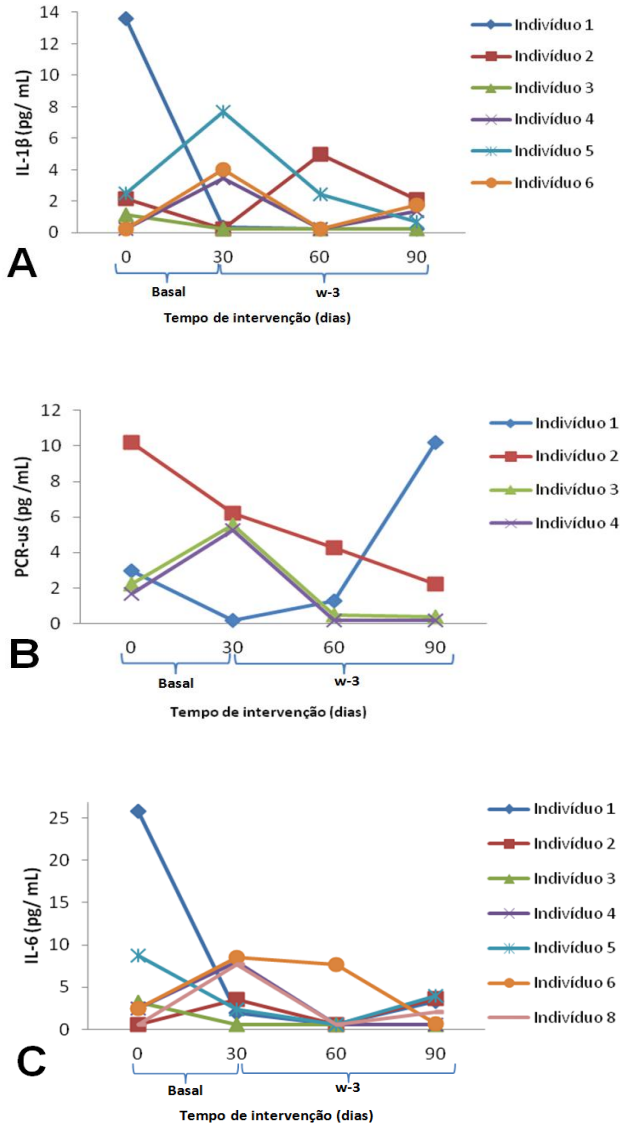 14
12
10
8
6
4
2
0
IL-1β (pg/ mL)
Indivíduo 1
Indivíduo 2
Indivíduo 3
Indivíduo 4
Indivíduo 5
Indivíduo 6
0 30 60 90
A
Basal w-3
Tempo de intervenção (dias)
12
10
8
6
4
2
0
PCR-us (pg /mL)
Indivíduo 1
Indivíduo 2
Indivíduo 3
Indivíduo 4
0 30 60 90
B
Basal w-3
Tempo de intervenção (dias)
25
20
15
10
5
0
IL-6 (pg/ mL)
Indivíduo 1
Indivíduo 2
Indivíduo 3
Indivíduo 4
Indivíduo 5
Indivíduo 6
Indivíduo 8
0 30 60 90
C
Basal w-3
Tempo de intervenção (dias)